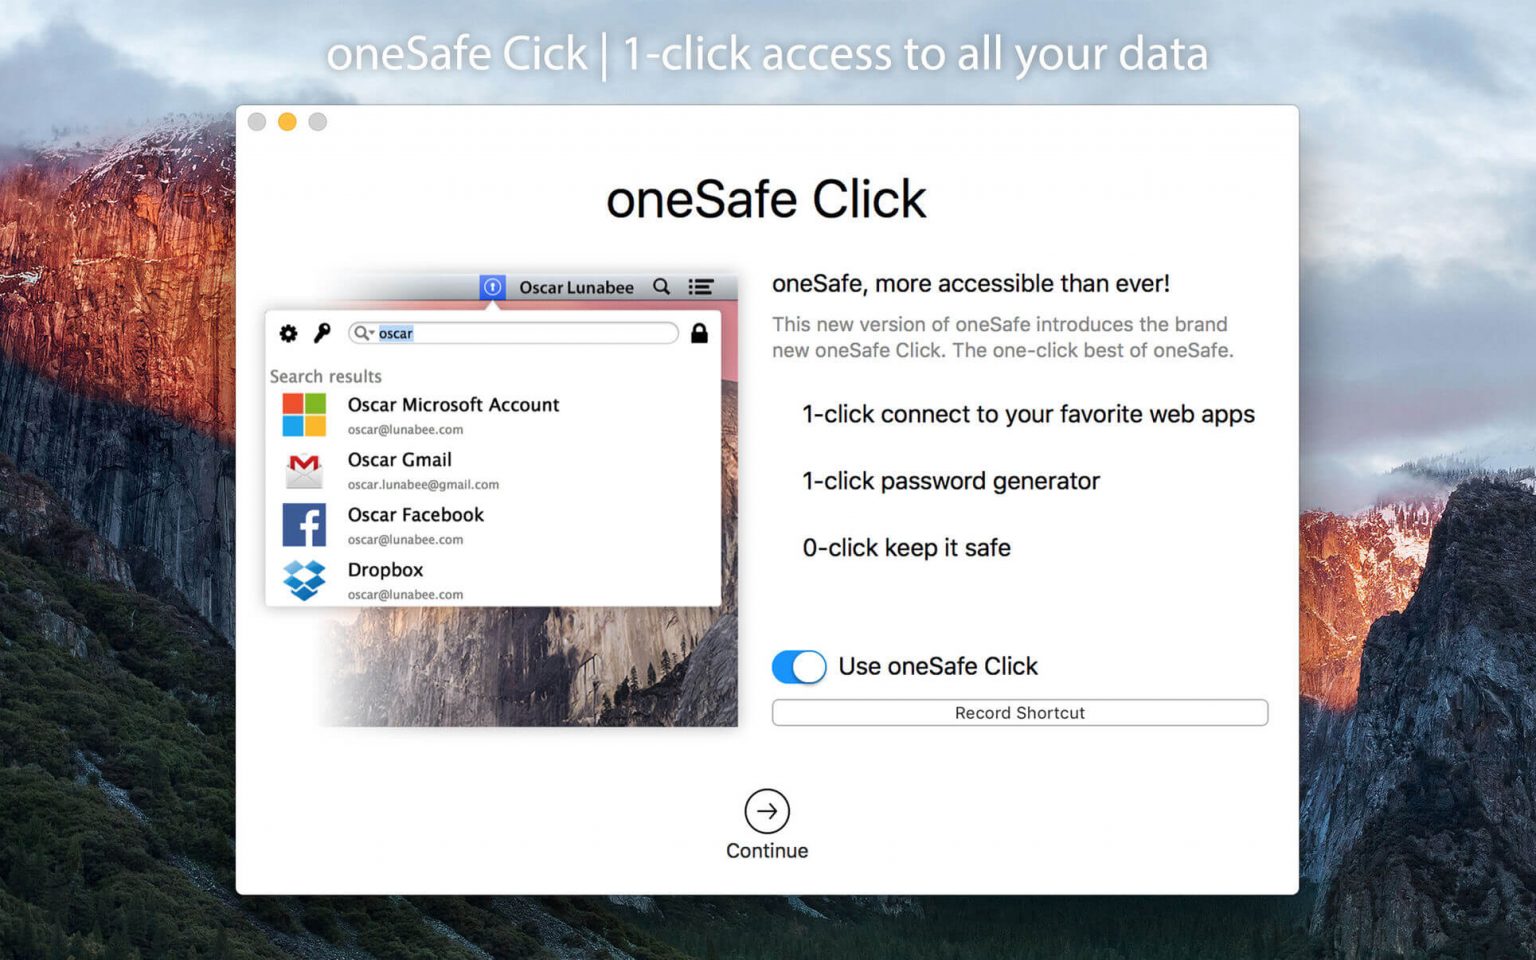 oneSafe Cick | 1-click access to all your data
oneSafe Click
Oscar Lunabee
oscar
Search results
Oscar Microsoft Account
oscar@lunabee.com
Oscar Gmail
oscar.lunabee@gmail.com
Oscar Facebook
oscar@lunabee.com
Dropbox
oscar@lunabee.com
oneSafe, more accessible than ever!
This new version of oneSafe introduces the brand
new oneSafe Click. The one-click best of oneSafe.
1-click connect to your favorite web apps
1-click password generator
0-click keep it safe
Use oneSafe Click
Record Shortcut
Continue